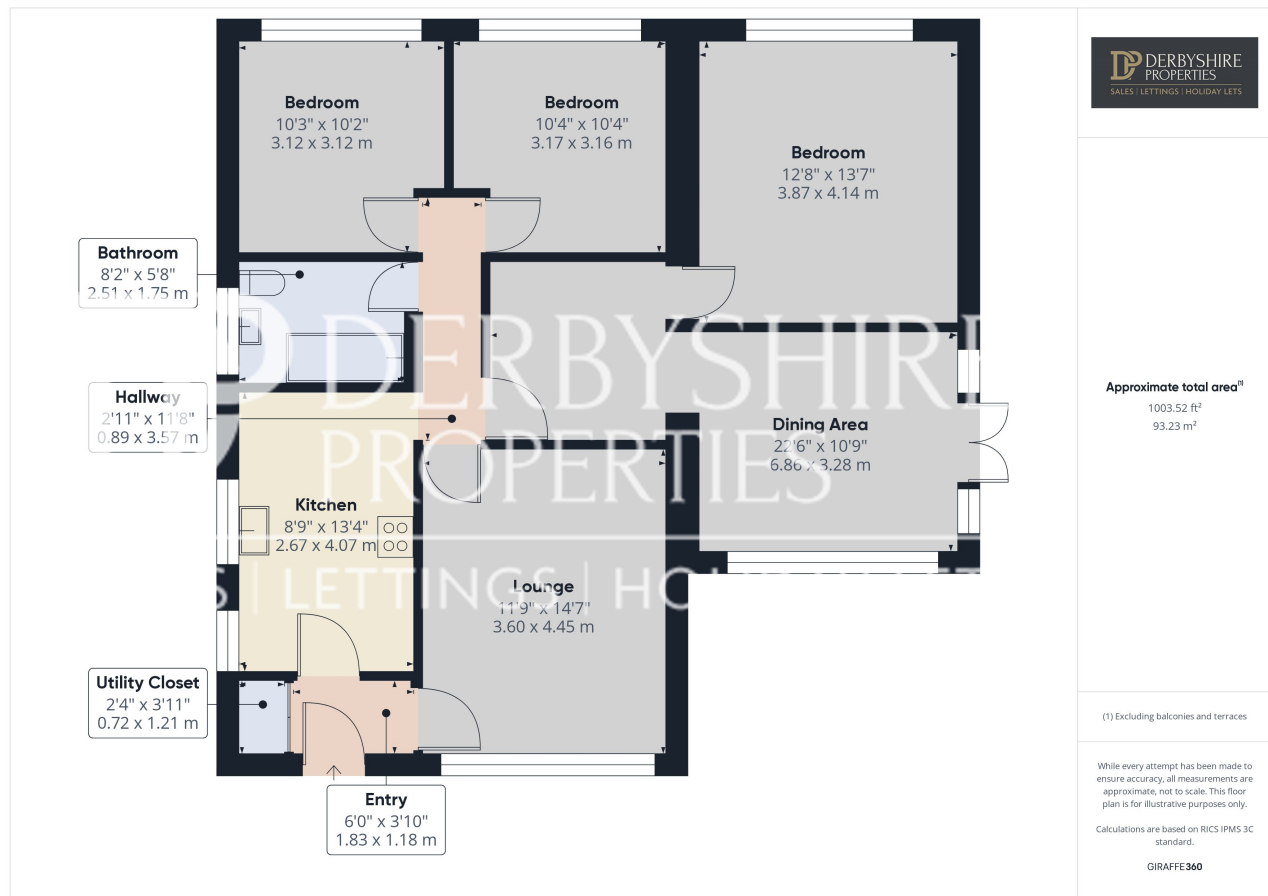 Bedroom
10'3" x 10'2"
3.12 x 3.12 m
Bedroom
10'4" x 10'4"
3.17 x 3.16 m
Bedroom
12'8" x 13'7"
3.87 x 4.14 m
Bathroom
8'2" x 5'8"
2.51 x 1.75 m
Hallway
2'11" x 11'8"
0.89 x 3.57 m
Dining Area
22'6" x 10'9"
6.86 x 3.28 m
Kitchen
8'9" x 13'4"
2.67 x 4.07 m
Lounge
11'9" x 14'7"
3.60 x 4.45 m
Utility Closet
2'4" x 3'11"
0.72 x 1.21 m
Entry
6'0" x 3'10"
1.83 x 1.18 m
DERBYSHIRE
PROPERTIES
S | LETTINGS | HO
DP DERBYSHIRE
PROPERTIES
SALES | LETTINGS | HOLIDAY LETS
Approximate total area(1)
1003.52 ft²
93.23 m²
(1) Excluding balconies and terraces
While every attempt has been made to
ensure accuracy, all measurements are
approximate, not to scale. This floor
plan is for illustrative purposes only.
Calculations are based on RICS IPMS 3C
standard.
GIRAFFE360